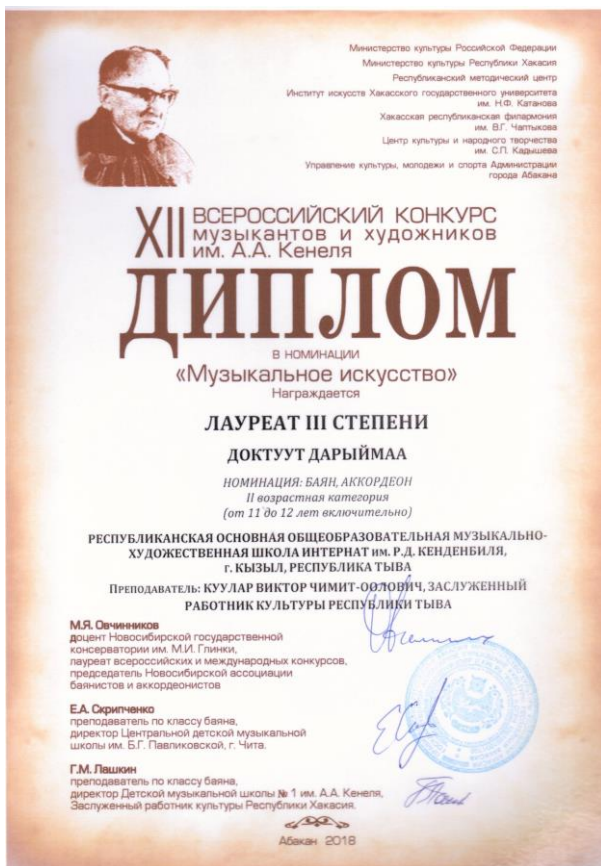 Министерство культуры Российской Федерации
Министерство культуры Республики Хакасия
Республиканский методический центр
Институт искусств Хакасского государственного университета
им. Н.Ф. Катанова
Хакасская республиканская филармония
им. В.Г. Чаптыкова
Центр культуры и народного творчества
им. С.П. Кадышева
Управление культуры, молодежи и спорта Администрации
города Абакана
XII ВСЕРОССИЙСКИЙ КОНКУРС
музыкантов и художников
им. А.А. Кенеля
ДИПЛОМ
в номинации
«Музыкальное искусство»
Награждается
ЛАУРЕАТ III СТЕПЕНИ
ДОКТУУТ ДАРЫЙМАА
НОМИНАЦИЯ: БАЯН, АККОРДЕОН
II возрастная категория
(от 11 до 12 лет включительно)
РЕСПУБЛИКАНСКАЯ ОСНОВНАЯ ОБЩЕОБРАЗОВАТЕЛЬНАЯ МУЗЫКАЛЬНО-
ХУДОЖЕСТВЕННАЯ ШКОЛА ИНТЕРНАТ им. Р.Д. КЕНДЕНБИЛЯ,
г. КЫЗЫЛ, РЕСПУБЛИКА ТЫВА
Преподаватель: КУУЛАР ВИКТОР ЧИМИТ-ООЛОВИЧ, ЗАСЛУЖЕННЫЙ
РАБОТНИК КУЛЬТУРЫ РЕСПУБЛИКИ ТЫВА
М.Я. Овчинников
доцент Новосибирской государственной
консерватории им. М.И. Глинки,
лауреат всероссийских и международных конкурсов,
председатель Новосибирской ассоциации
баянистов и аккордеонистов
Е.А. Скрипченко
преподаватель по классу баяна,
директор Центральной детской музыкальной
школы им. Б.Г. Павликовской, г. Чита.
Г.М. Лашкин
преподаватель по классу баяна,
директор Детской музыкальной школы № 1 им. А.А. Кенеля,
Заслуженный работник культуры Республики Хакасия.
Абакан 2018